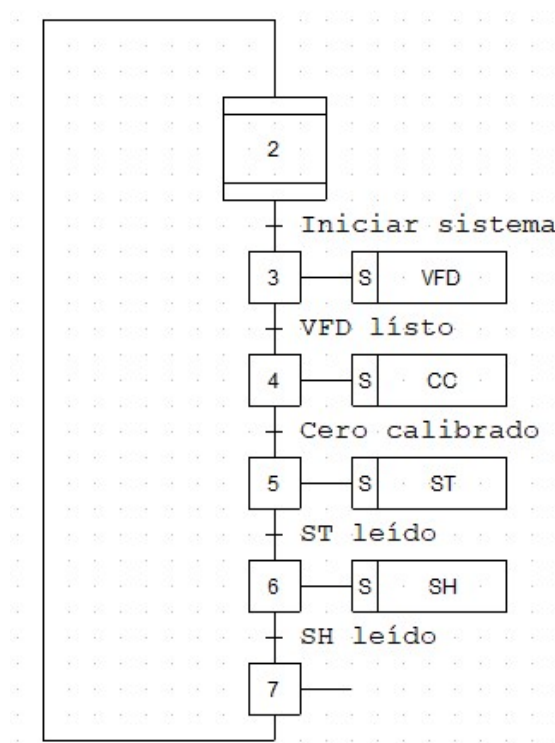 2
Iniciar sistema
3 S VFD
VFD lísto
4 S CC
Cero calibrado
5 S ST
ST leído
6 S SH
SH leído
7